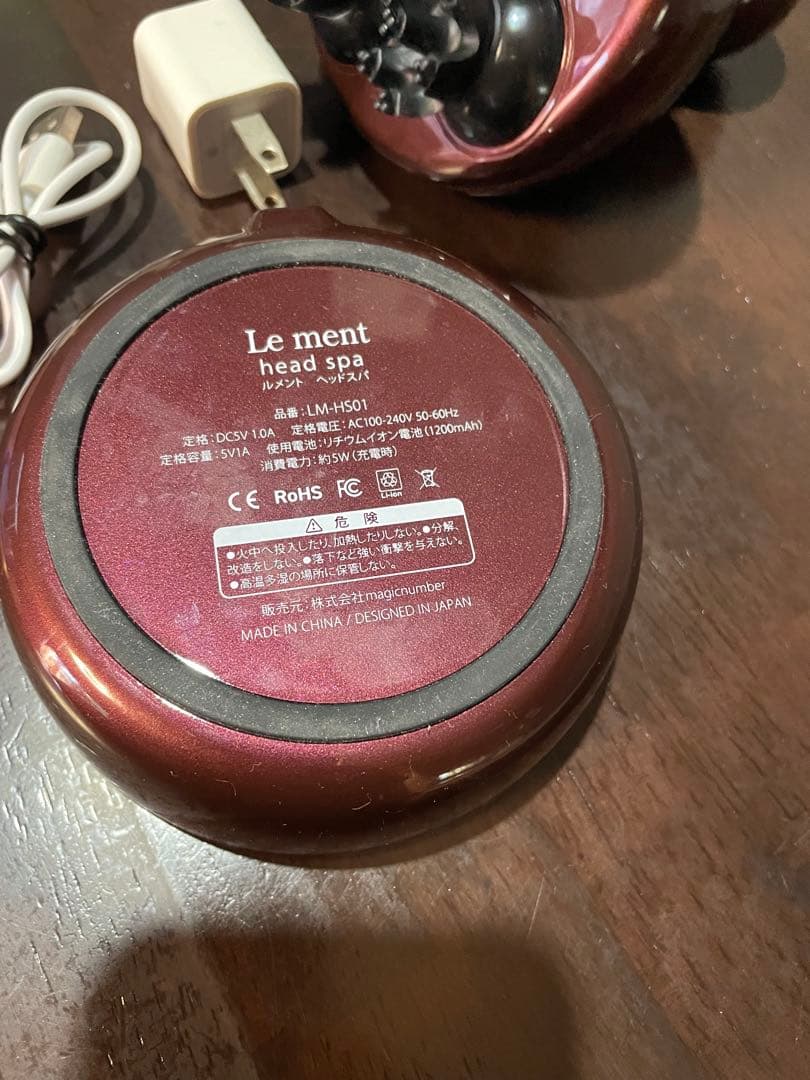 Le ment
head spa
ルメント ヘッドスパ
品番:LM-HS01
定格:DC5V 1.0A 定格電圧:AC100-240V 50-60Hz
定格容量:5V1A 使用電池:リチウムイオン電池(1200mAh)
消費電力:約5W(充電時)
CE RoHS FC Li-ion
⚠ 危険
●火中へ投入したり、加熱したりしない。●分解、
改造をしない。●落下など強い衝撃を与えない。
●高温多湿の場所に保管しない。
販売元:株式会社magicnumber
MADE IN CHINA / DESIGNED IN JAPAN